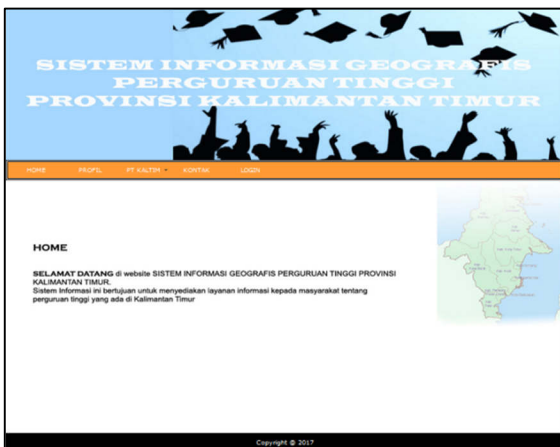 SISTEM INFORMASI GEOGRAFIS
PERGURUAN TINGGI
PROVINSI KALIMANTAN TIMUR
HOME PROFIL PT KALTIM KONTAK LOGIN
HOME
SELAMAT DATANG di website SISTEM INFORMASI GEOGRAFIS PERGURUAN TINGGI PROVINSI
KALIMANTAN TIMUR.
Sistem Informasi ini bertujuan untuk menyediakan layanan informasi kepada masyarakat tentang
perguruan tinggi yang ada di Kalimantan Timur
Copyright @ 2017